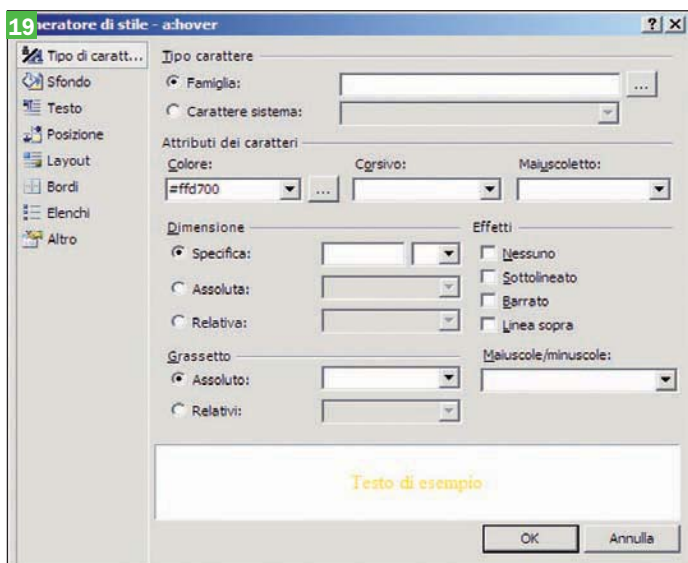 19
neratore di stile - a:hover
Tipo di caratt...
Sfondo
Testo
Posizione
Layout
Bordi
Elenchi
Altro
Tipo carattere
Famiglia:
...
Carattere sistema:
Attributi dei caratteri
Colore: Corsivo: Maiuscoletto:
#ffd700 ...
Dimensione
Specifica:
Assoluta:
Relativa:
Effetti
Nessuno
Sottolineato
Barrato
Linea sopra
Grassetto
Assoluto:
Relativi:
Maiuscole/minuscole:
Testo di esempio
OK Annulla